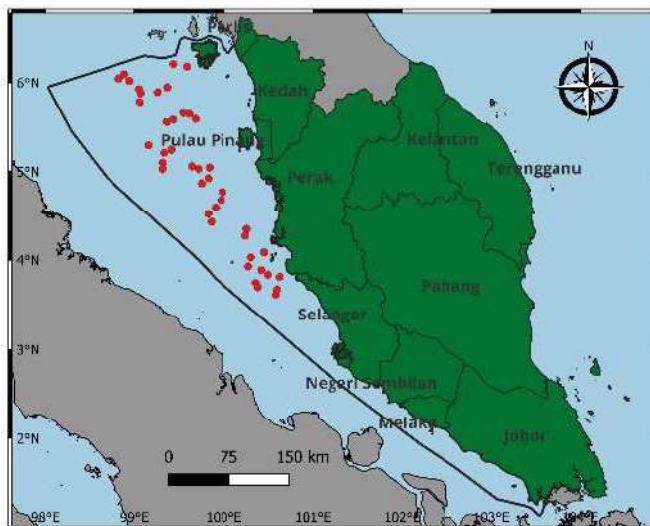 Perlis
N
6°N
Kedah
Pulau Pinang
Kelantan
Terengganu
5°N
Perak
4°N
Pahang
Selangor
3°N
Negeri Sembilan
Melaka
Johor
2°N
0 75 150 km
98°E 99°E 100°E 101°E 102°E 103°E 104°E